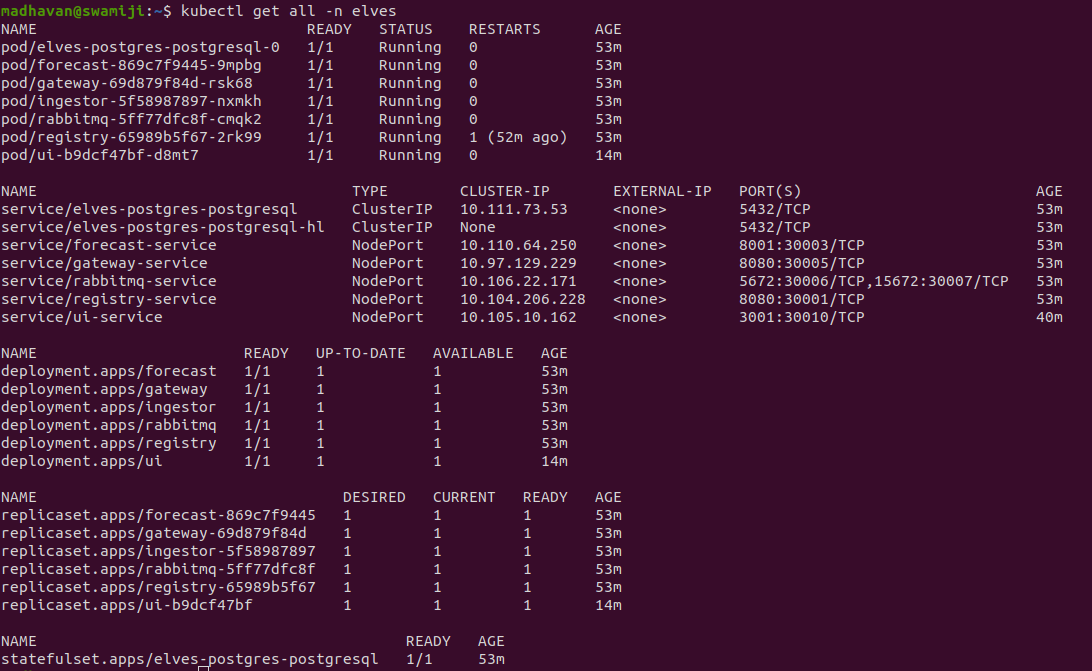 madhavan@swamiji:~$ kubectl get all -n elves
NAME READY STATUS RESTARTS AGE
pod/elves-postgres-postgresql-0 1/1 Running 0 53m
pod/forecast-869c7f9445-9mpbg 1/1 Running 0 53m
pod/gateway-69d879f84d-rsk68 1/1 Running 0 53m
pod/ingestor-5f58987897-nxmkh 1/1 Running 0 53m
pod/rabbitmq-5ff77dfc8f-cmqk2 1/1 Running 0 53m
pod/registry-65989b5f67-2rk99 1/1 Running 1 (52m ago) 53m
pod/ui-b9dcf47bf-d8mt7 1/1 Running 0 14m
NAME TYPE CLUSTER-IP EXTERNAL-IP PORT(S) AGE
service/elves-postgres-postgresql ClusterIP 10.111.73.53 <none> 5432/TCP 53m
service/elves-postgres-postgresql-hl ClusterIP None <none> 5432/TCP 53m
service/forecast-service NodePort 10.110.64.250 <none> 8001:30003/TCP 53m
service/gateway-service NodePort 10.97.129.229 <none> 8080:30005/TCP 53m
service/rabbitmq-service NodePort 10.106.22.171 <none> 5672:30006/TCP,15672:30007/TCP 53m
service/registry-service NodePort 10.104.206.228 <none> 8080:30001/TCP 53m
service/ui-service NodePort 10.105.10.162 <none> 3001:30010/TCP 40m
NAME READY UP-TO-DATE AVAILABLE AGE
deployment.apps/forecast 1/1 1 1 53m
deployment.apps/gateway 1/1 1 1 53m
deployment.apps/ingestor 1/1 1 1 53m
deployment.apps/rabbitmq 1/1 1 1 53m
deployment.apps/registry 1/1 1 1 53m
deployment.apps/ui 1/1 1 1 14m
NAME DESIRED CURRENT READY AGE
replicaset.apps/forecast-869c7f9445 1 1 1 53m
replicaset.apps/gateway-69d879f84d 1 1 1 53m
replicaset.apps/ingestor-5f58987897 1 1 1 53m
replicaset.apps/rabbitmq-5ff77dfc8f 1 1 1 53m
replicaset.apps/registry-65989b5f67 1 1 1 53m
replicaset.apps/ui-b9dcf47bf 1 1 1 14m
NAME READY AGE
statefulset.apps/elves-postgres-postgresql 1/1 53m